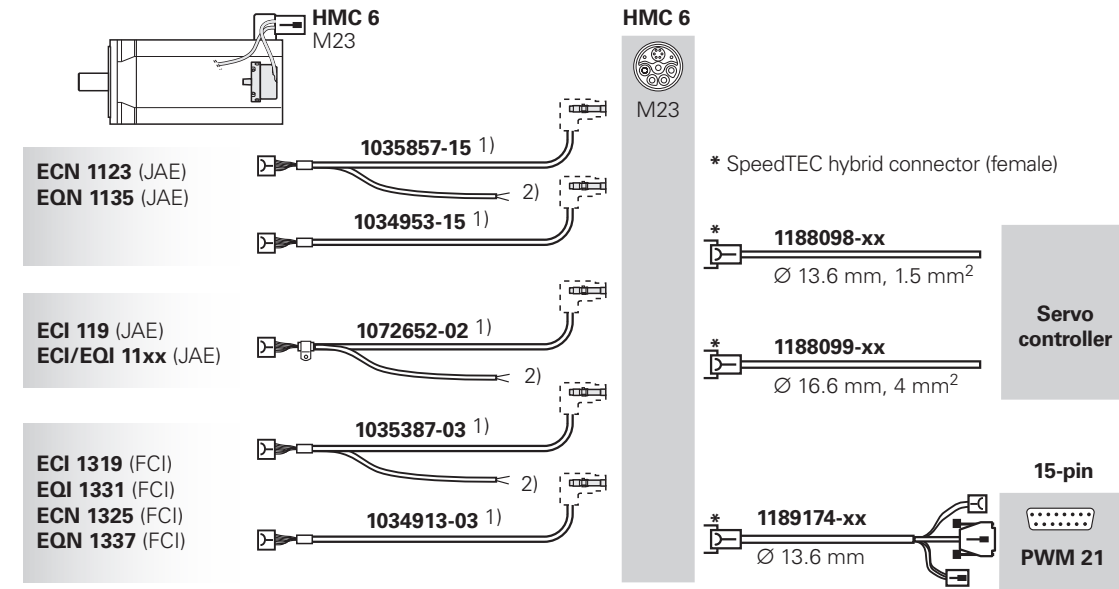 HMC 6
M23
HMC 6
M23
ECN 1123 (JAE)
EQN 1135 (JAE)
1035857-15 1)
2)
1034953-15 1)
ECI 119 (JAE)
ECI/EQI 11xx (JAE)
1072652-02 1)
2)
ECI 1319 (FCI)
EQI 1331 (FCI)
ECN 1325 (FCI)
EQN 1337 (FCI)
1035387-03 1)
2)
1034913-03 1)
* SpeedTEC hybrid connector (female)
*
1188098-xx
Ø 13.6 mm, 1.5 mm²
*
1188099-xx
Ø 16.6 mm, 4 mm²
Servo
controller
*
1189174-xx
Ø 13.6 mm
15-pin
PWM 21